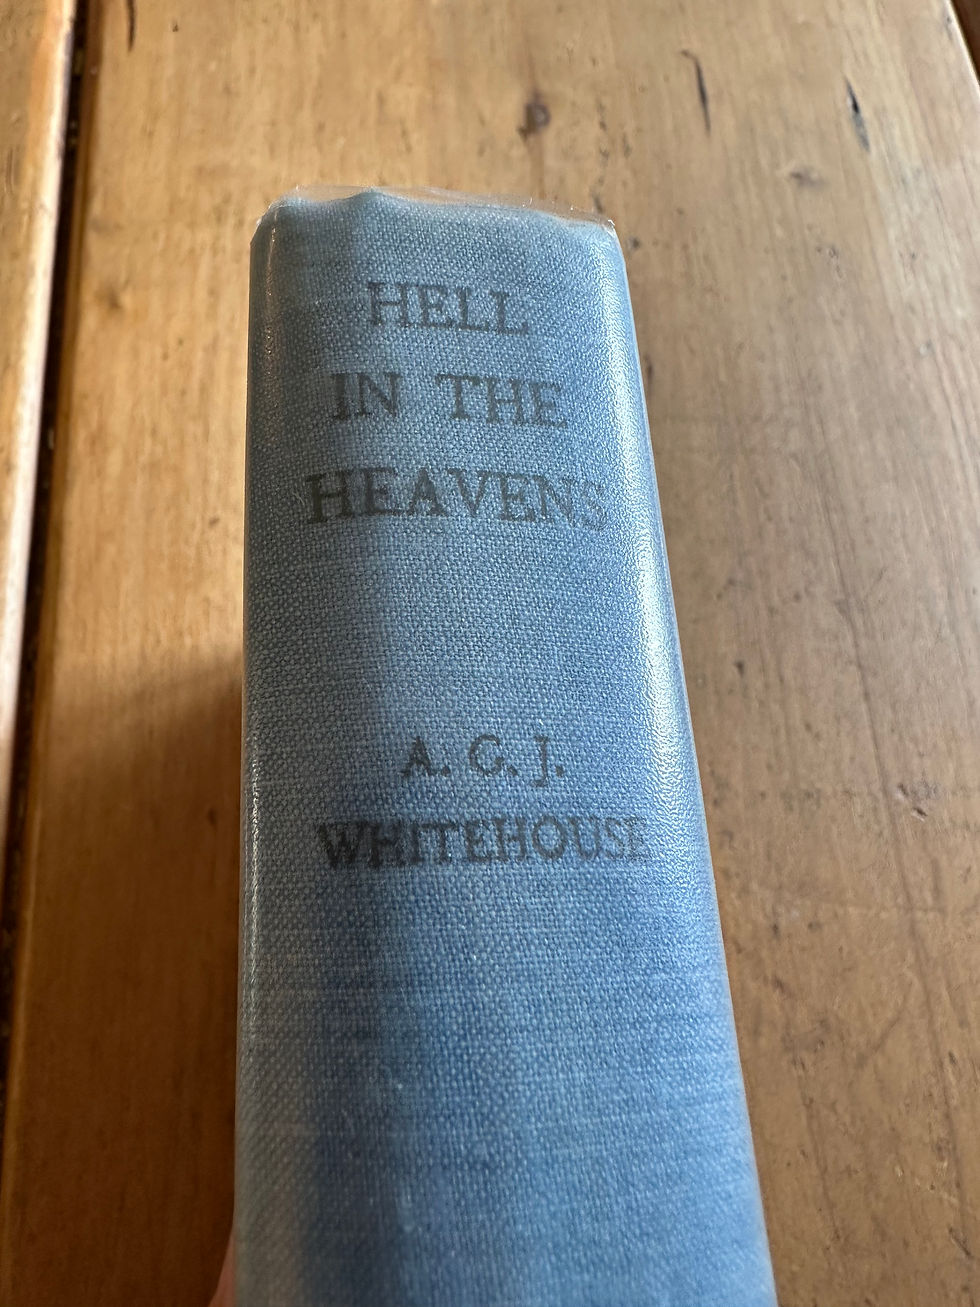 HELL
IN THE
HEAVENS
A. G. J.
WHITEHOUSE